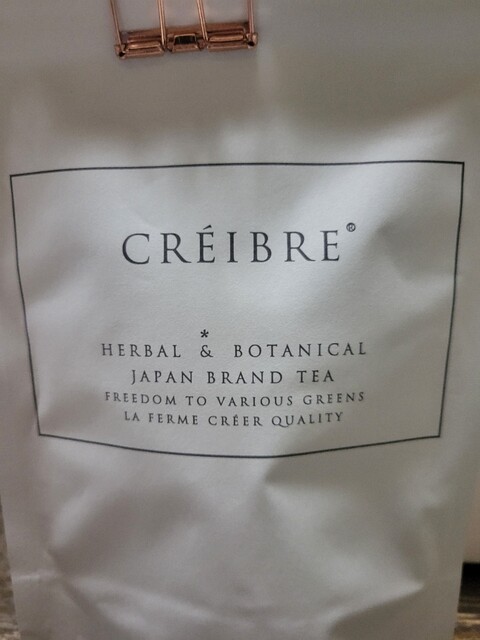 CRÉIBRE®
*
HERBAL & BOTANICAL
JAPAN BRAND TEA
FREEDOM TO VARIOUS GREENS
LA FERME CRÉER QUALITY